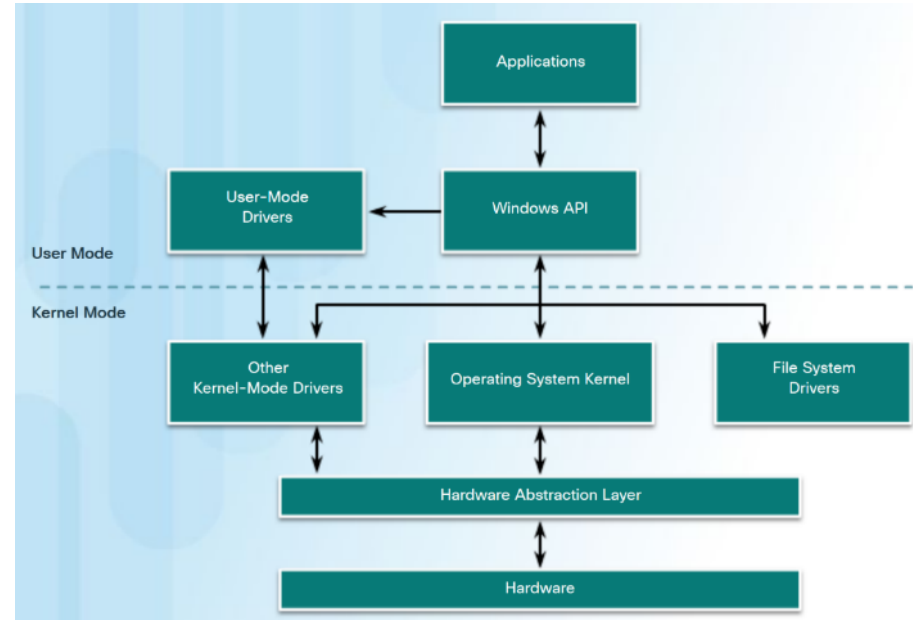 Applications
User-Mode
Drivers
Windows API
User Mode
Kernel Mode
Other
Kernel-Mode Drivers
Operating System Kernel
File System
Drivers
Hardware Abstraction Layer
Hardware